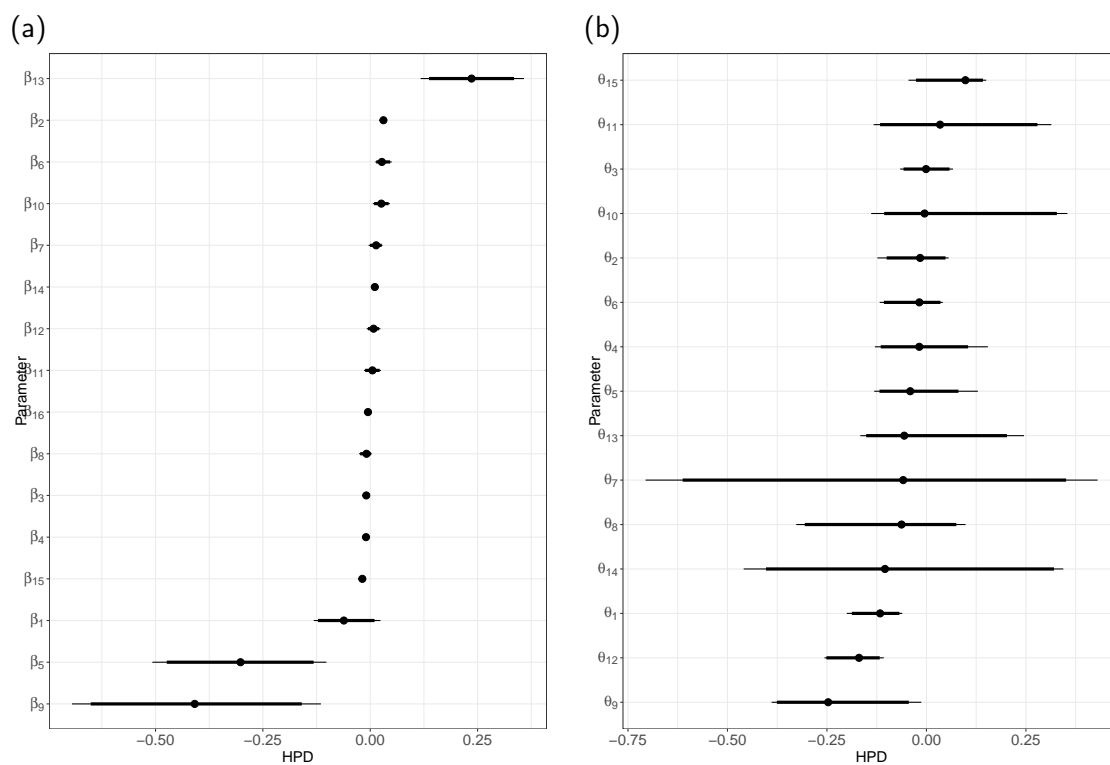 (a)
β13
β2
β6
β10
β7
β14
β12
β11
β16
β8
β3
β4
β15
β1
β5
β9
Parameter
−0.50 −0.25 0.00 0.25
HPD
(b)
θ15
θ11
θ3
θ10
θ2
θ6
θ4
θ5
θ13
θ7
θ8
θ14
θ1
θ12
θ9
Parameter
−0.75 −0.50 −0.25 0.00 0.25
HPD